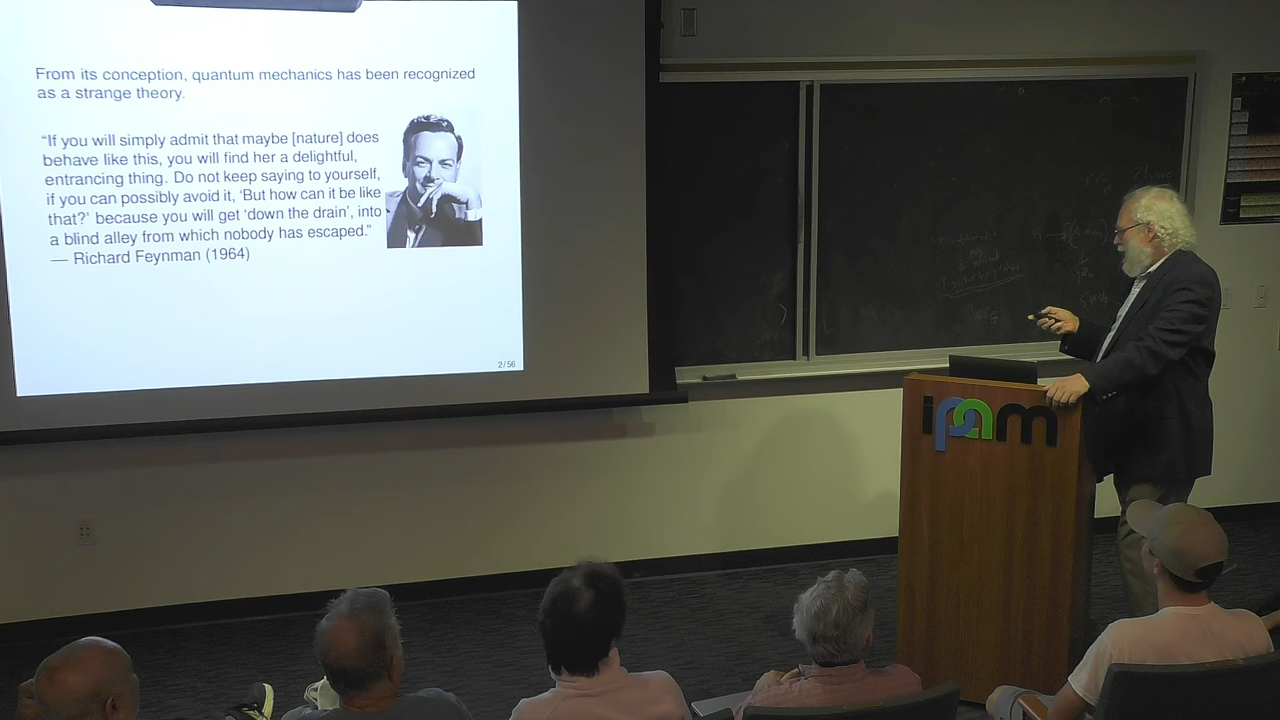 From its conception, quantum mechanics has been recognized
as a strange theory.
“If you will simply admit that maybe [nature] does
behave like this, you will find her a delightful,
entrancing thing. Do not keep saying to yourself,
if you can possibly avoid it, ‘But how can it be like
that?’ because you will get ‘down the drain’, into
a blind alley from which nobody has escaped.”
— Richard Feynman (1964)
2/56
ipam